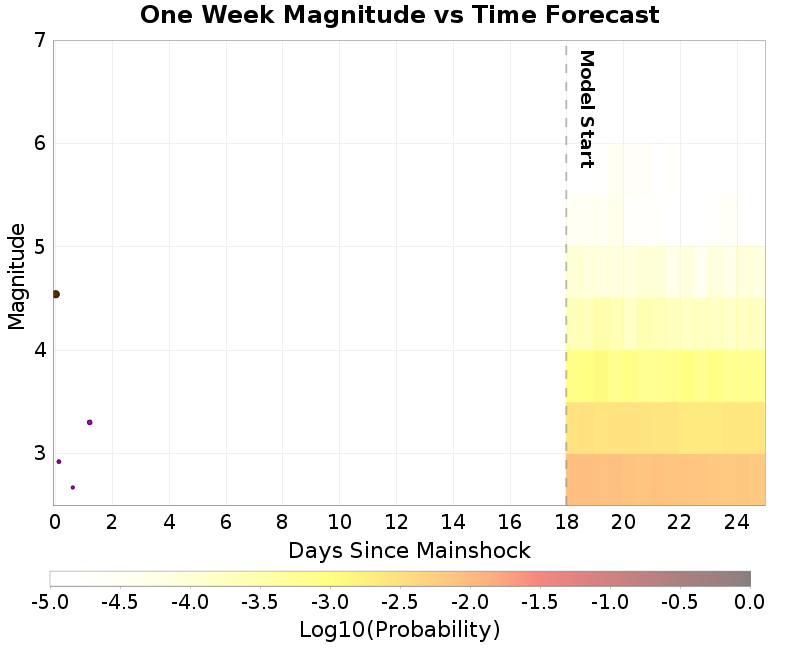 One Week Magnitude vs Time Forecast
7
6
5
4
3
Magnitude
Model Start
0 2 4 6 8 10 12 14 16 18 20 22 24
Days Since Mainshock
-5.0 -4.5 -4.0 -3.5 -3.0 -2.5 -2.0 -1.5 -1.0 -0.5 0.0
Log10(Probability)